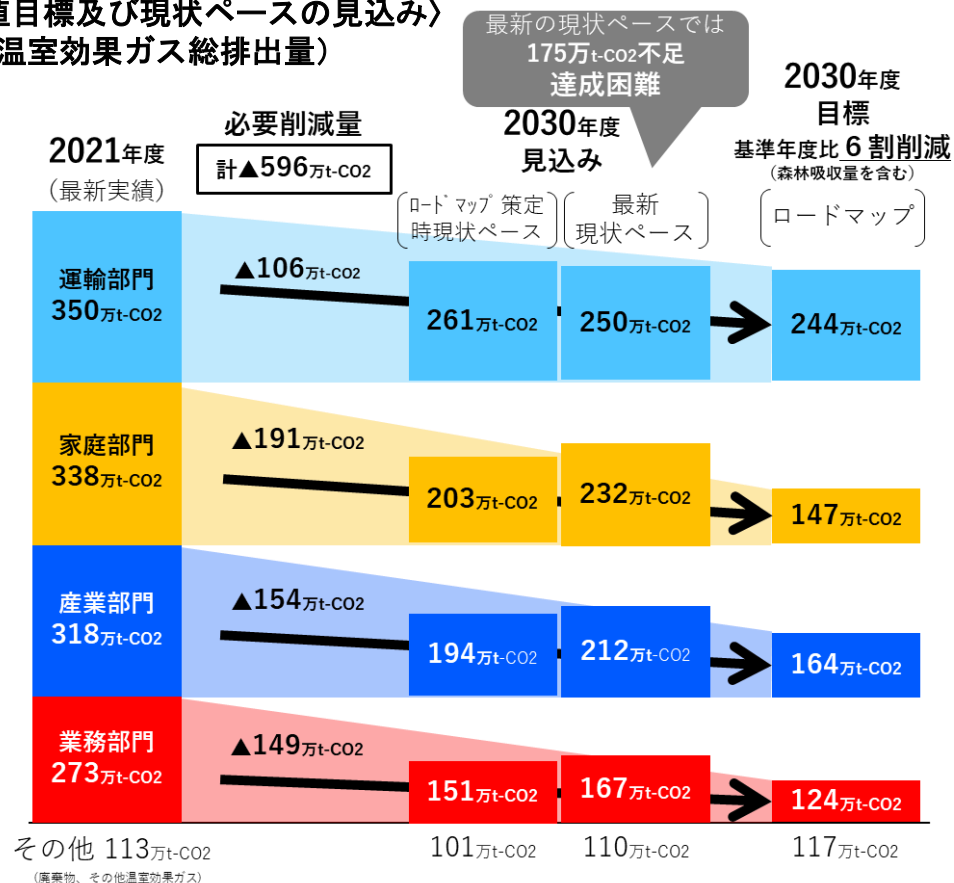 直目標及び現状ペースの見込み〉
温室効果ガス総排出量）
最新の現状ペースでは
175万t-CO2不足
達成困難
2021年度
（最新実績）
必要削減量
計▲596万t-CO2
2030年度
見込み
ﾛｰﾄﾞﾏｯﾌﾟ策定
時現状ペース
最新
現状ペース
2030年度
目標
基準年度比６割削減
（森林吸収量を含む）
ロードマップ
運輸部門
350万t-CO2
▲106万t-CO2
261万t-CO2
250万t-CO2
244万t-CO2
家庭部門
338万t-CO2
▲191万t-CO2
203万t-CO2
232万t-CO2
147万t-CO2
産業部門
318万t-CO2
▲154万t-CO2
194万t-CO2
212万t-CO2
164万t-CO2
業務部門
273万t-CO2
▲149万t-CO2
151万t-CO2
167万t-CO2
124万t-CO2
その他 113万t-CO2
（廃棄物、その他温室効果ガス）
101万t-CO2
110万t-CO2
117万t-CO2